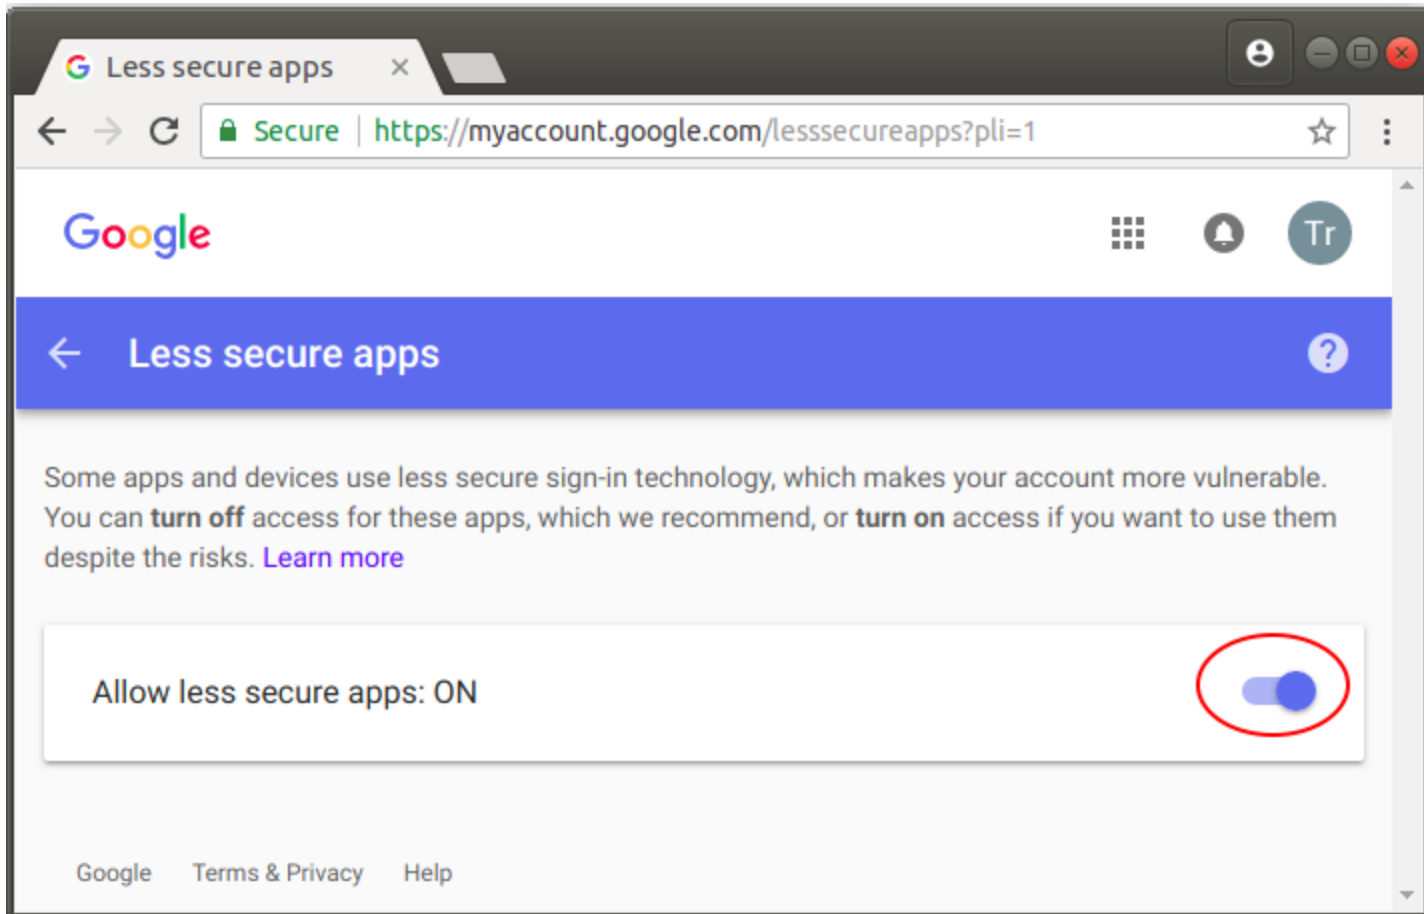 Less secure apps
Secure https://myaccount.google.com/lesssecureapps?pli=1
Google
Tr
Less secure apps
Some apps and devices use less secure sign-in technology, which makes your account more vulnerable.
You can turn off access for these apps, which we recommend, or turn on access if you want to use them
despite the risks. Learn more
Allow less secure apps: ON
Google Terms & Privacy Help